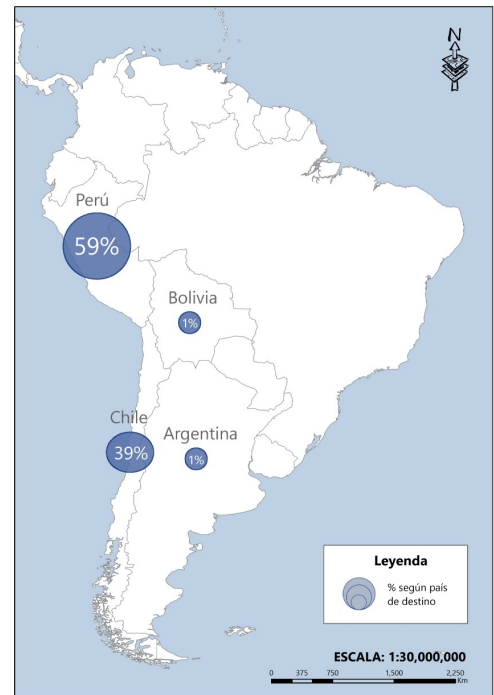 N
Perú
59%
Bolivia
1%
Chile
39%
Argentina
1%
Leyenda
% según país
de destino
ESCALA: 1:30,000,000
0 375 750 1,500 2,250
Km